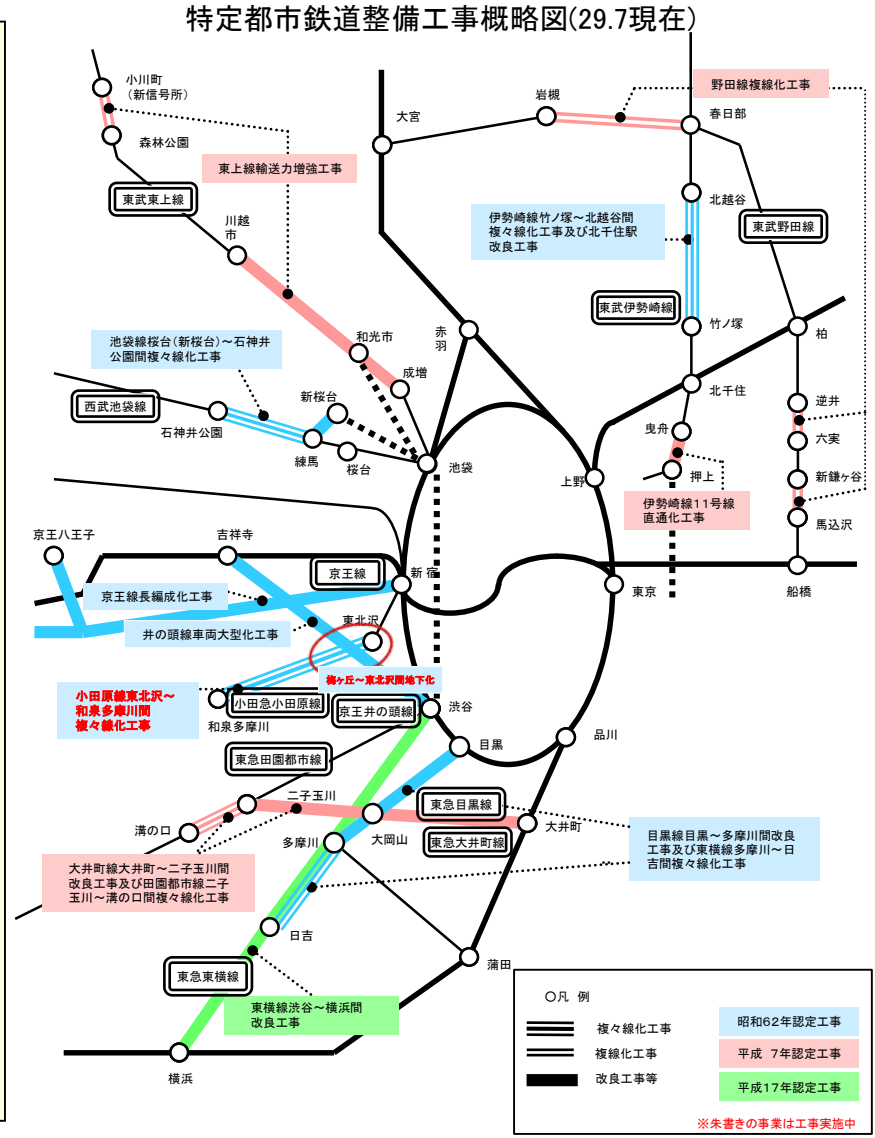 特定都市鉄道整備工事概略図(29.7現在)
小川町
（新信号所）
森林公園
東上線輸送力増強工事
東武東上線
川越
市
大宮
岩槻
野田線複線化工事
春日部
北越谷
伊勢崎線竹ノ塚～北越谷間
複々線化工事及び北千住駅
改良工事
東武野田線
東武伊勢崎線
竹ノ塚
柏
赤
羽
和光市
成増
池袋線桜台（新桜台）～石神井
公園間複々線化工事
新桜台
西武池袋線
石神井公園
練馬
桜台
池袋
上野
北千住
曳舟
押上
逆井
六実
新鎌ヶ谷
馬込沢
伊勢崎線11号線
直通化工事
京王八王子
吉祥寺
京王線
新宿
東京
船橋
京王線長編成化工事
井の頭線車両大型化工事
東北沢
梅ヶ丘～東北沢間地下化
小田原線東北沢～
和泉多摩川間
複々線化工事
小田急小田原線
和泉多摩川
京王井の頭線
渋谷
目黒
品川
東急田園都市線
二子玉川
東急目黒線
溝の口
多摩川
大岡山
東急大井町線
大井町
目黒線目黒～多摩川間改良
工事及び東横線多摩川～日
吉間複々線化工事
大井町線大井町～二子玉川間
改良工事及び田園都市線二子
玉川～溝の口間複々線化工事
日吉
蒲田
東急東横線
東横線渋谷～横浜間
改良工事
横浜
○凡 例
複々線化工事
昭和62年認定工事
複線化工事
平成 7年認定工事
改良工事等
平成17年認定工事
※朱書きの事業は工事実施中